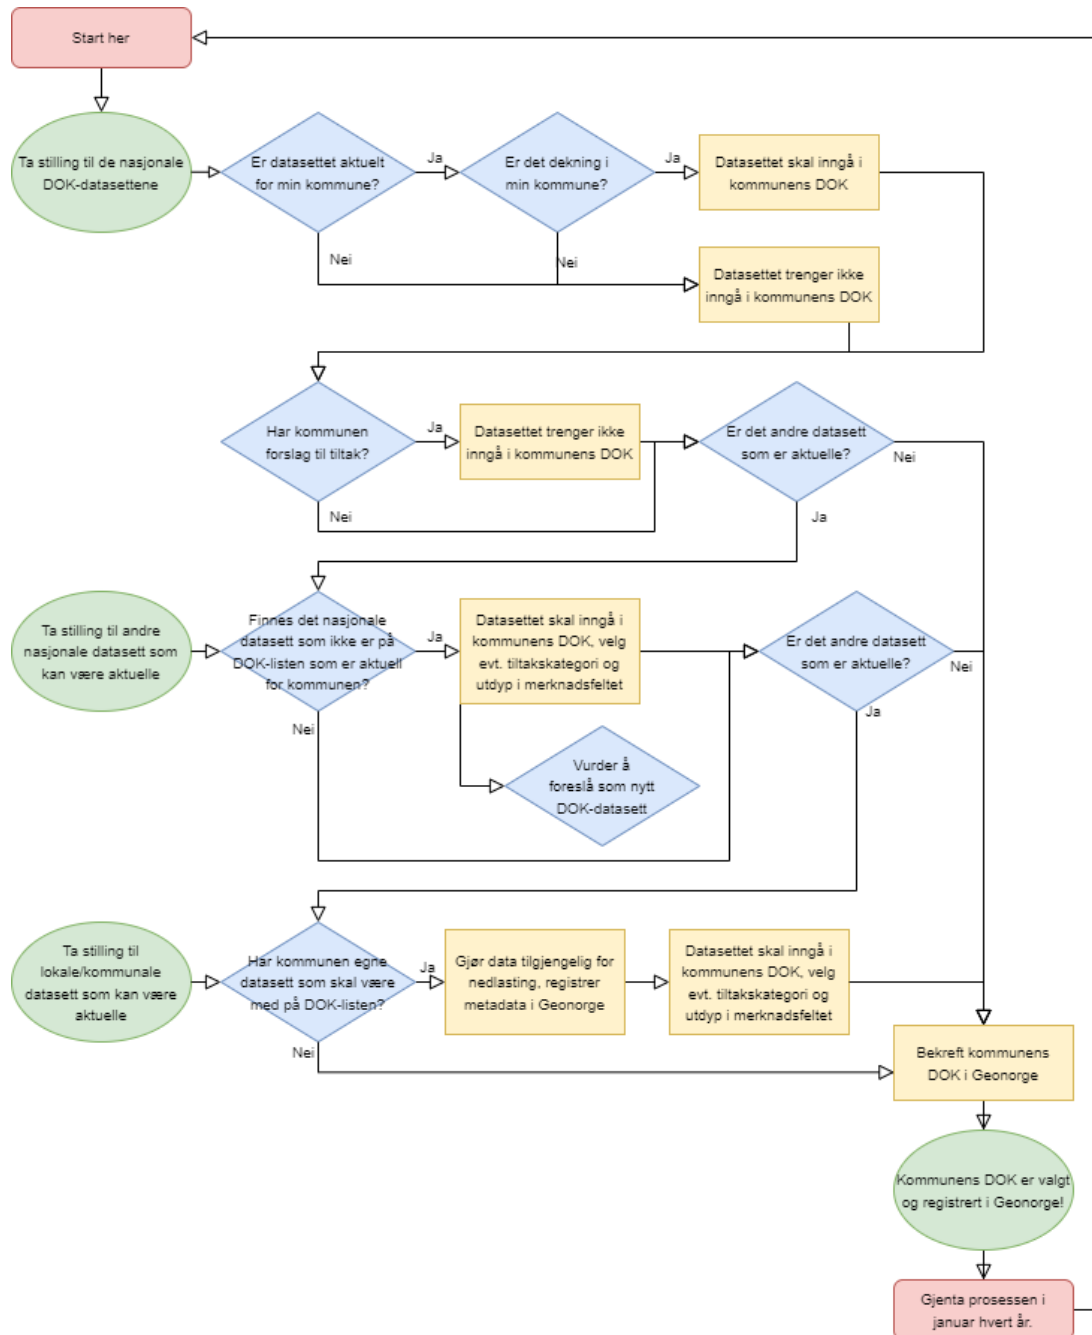 Start her
Ta stilling til de nasjonale
DOK-datasettene
Er datasettet aktuelt
for min kommune?
Ja
Er det dekning i
min kommune?
Ja
Datasettet skal inngå i
kommunens DOK
Nei
Nei
Datasettet trenger ikke
inngå i kommunens DOK
Har kommunen
forslag til tiltak?
Ja
Datasettet trenger ikke
inngå i kommunens DOK
Er det andre datasett
som er aktuelle?
Nei
Nei
Ja
Ta stilling til andre
nasjonale datasett som
kan være aktuelle
Finnes det nasjonale
datasett som ikke er på
DOK-listen som er aktuell
for kommunen?
Ja
Datasettet skal inngå i
kommunens DOK, velg
evt. tiltakskategori og
utdyp i merknadsfeltet
Er det andre datasett
som er aktuelle?
Nei
Ja
Nei
Vurder å
foreslå som nytt
DOK-datasett
Ta stilling til
lokale/kommunale
datasett som kan være
aktuelle
Har kommunen egne
datasett som skal være
med på DOK-listen?
Ja
Gjør data tilgjengelig for
nedlasting, registrer
metadata i Geonorge
Datasettet skal inngå i
kommunens DOK, velg
evt. tiltakskategori og
utdyp i merknadsfeltet
Nei
Bekreft kommunens
DOK i Geonorge
Kommunens DOK er valgt
og registrert i Geonorge!
Gjenta prosessen i
januar hvert år.